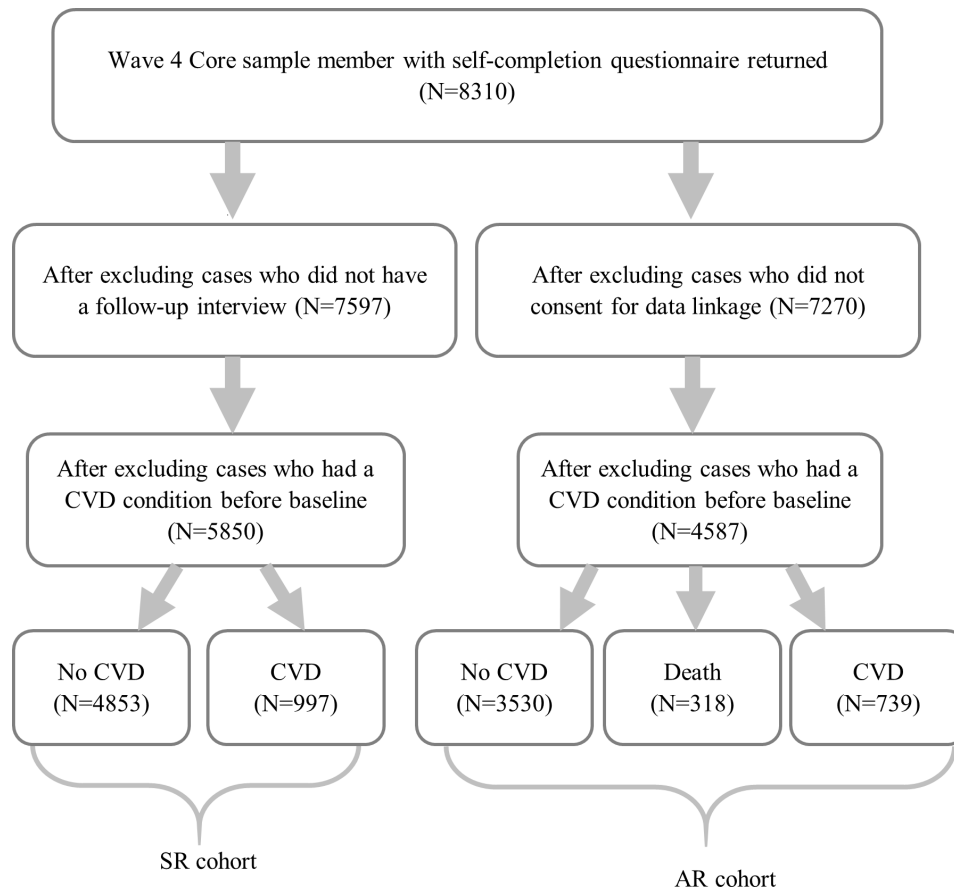 Wave 4 Core sample member with self-completion questionnaire returned
(N=8310)
After excluding cases who did not have
a follow-up interview (N=7597)
After excluding cases who did not
consent for data linkage (N=7270)
After excluding cases who had a
CVD condition before baseline
(N=5850)
After excluding cases who had a
CVD condition before baseline
(N=4587)
No CVD
(N=4853)
CVD
(N=997)
No CVD
(N=3530)
Death
(N=318)
CVD
(N=739)
SR cohort
AR cohort